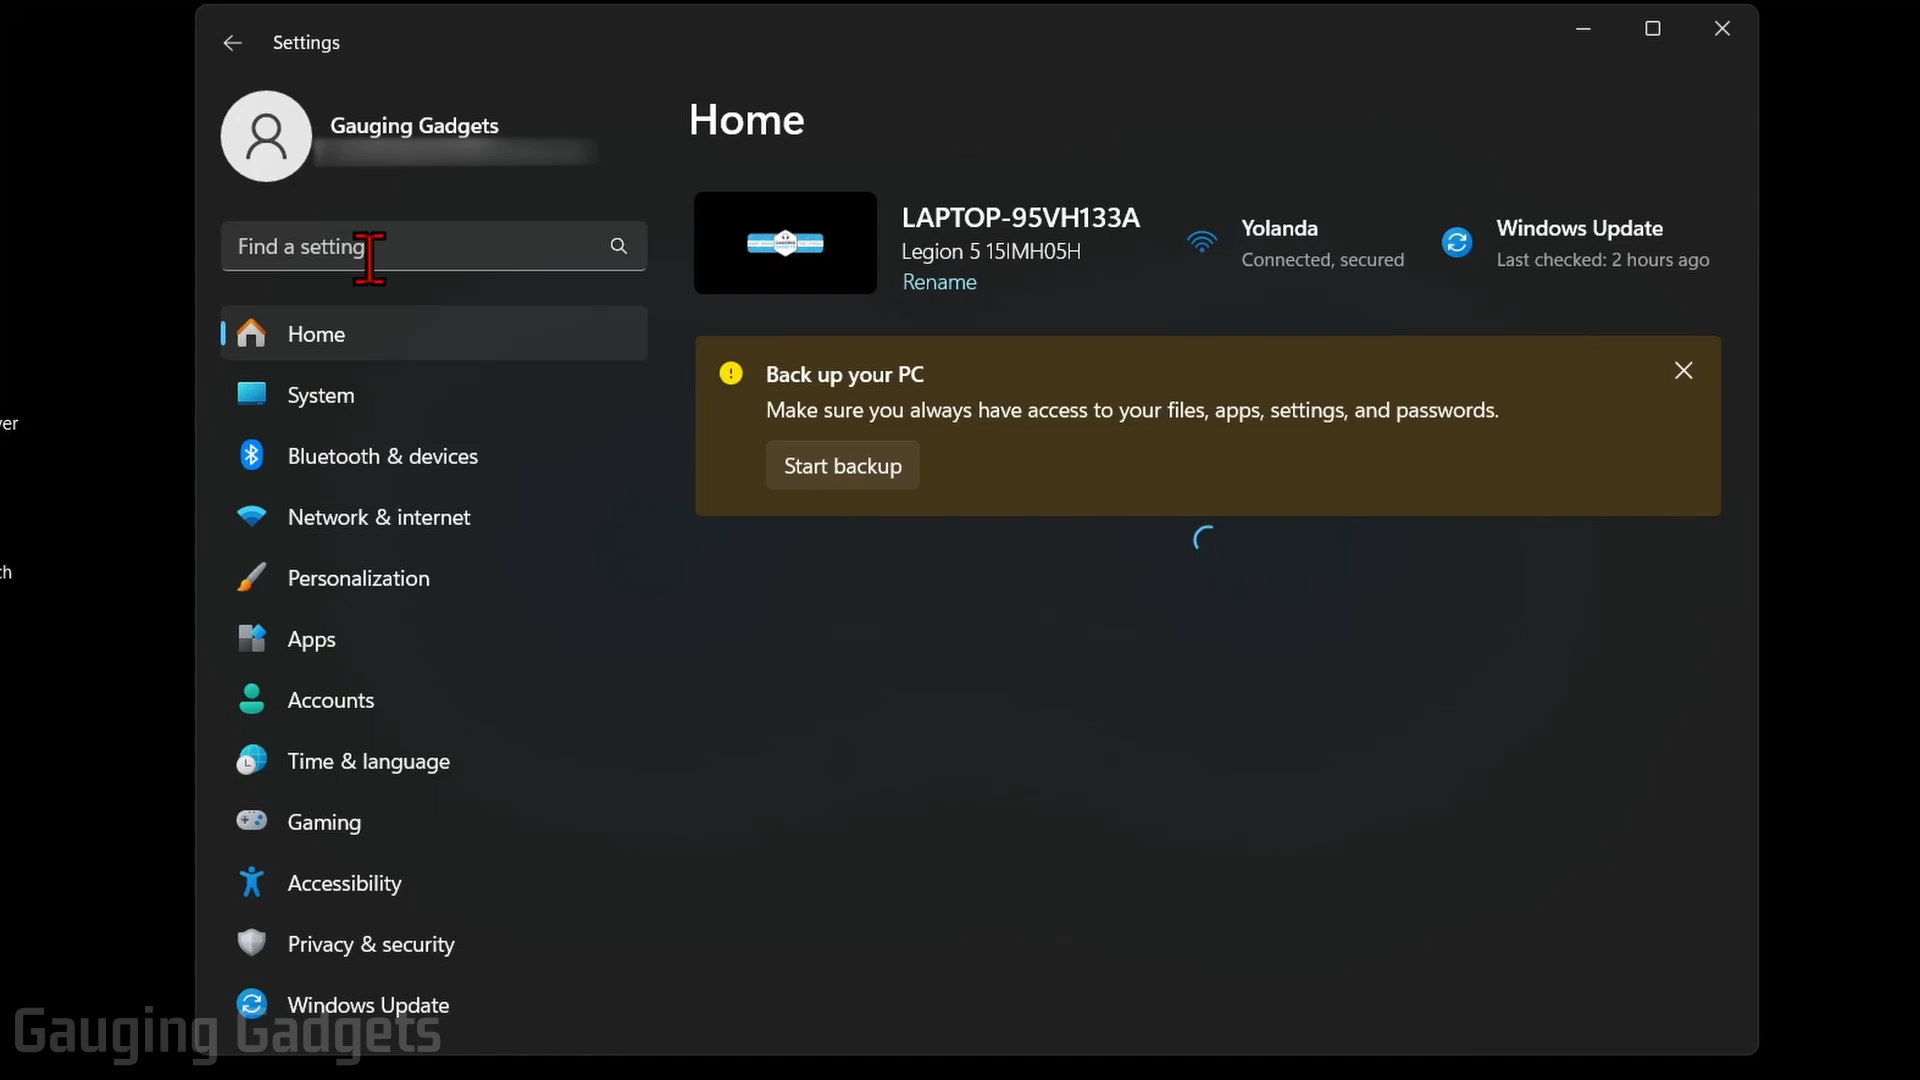 Settings
Gauging Gadgets
Find a setting
Home
System
Bluetooth & devices
Network & internet
Personalization
Apps
Accounts
Time & language
Gaming
Accessibility
Privacy & security
Windows Update
Home
LAPTOP-95VH133A
Legion 5 15IMH05H
Rename
Yolanda
Connected, secured
Windows Update
Last checked: 2 hours ago
Back up your PC
Make sure you always have access to your files, apps, settings, and passwords.
Start backup
ver
ch
Gauging Gadgets